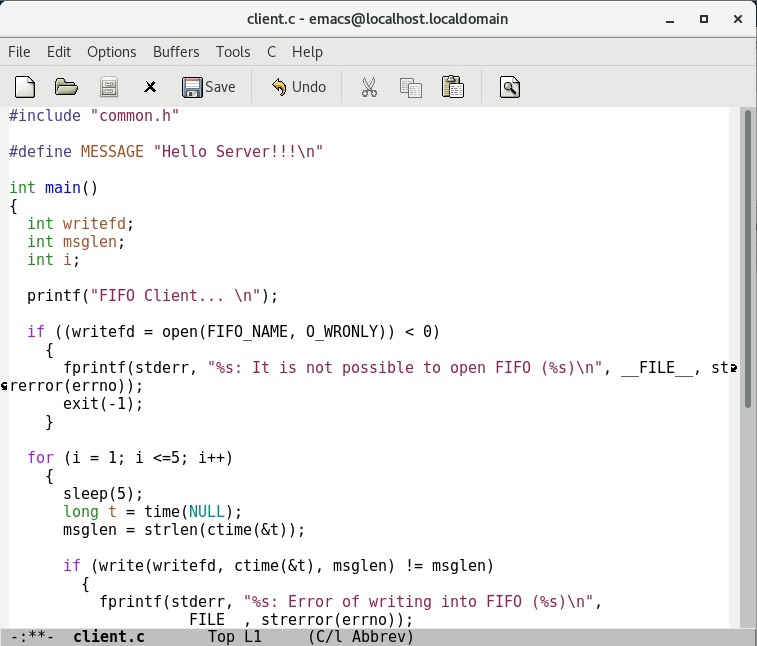 client.c - emacs@localhost.localdomain
File Edit Options Buffers Tools C Help
Save Undo
#include "common.h"
#define MESSAGE "Hello Server!!!\n"
int main()
{
int writefd;
int msglen;
int i;
printf("FIFO Client... \n");
if ((writefd = open(FIFO_NAME, O_WRONLY)) < 0)
{
fprintf(stderr, "%s: It is not possible to open FIFO (%s)\n", __FILE__, st
rerror(errno));
exit(-1);
}
for (i = 1; i <=5; i++)
{
sleep(5);
long t = time(NULL);
msglen = strlen(ctime(&t));
if (write(writefd, ctime(&t), msglen) != msglen)
{
fprintf(stderr, "%s: Error of writing into FIFO (%s)\n",
__FILE__, strerror(errno));
-:**- client.c Top L1 (C/l Abbrev)